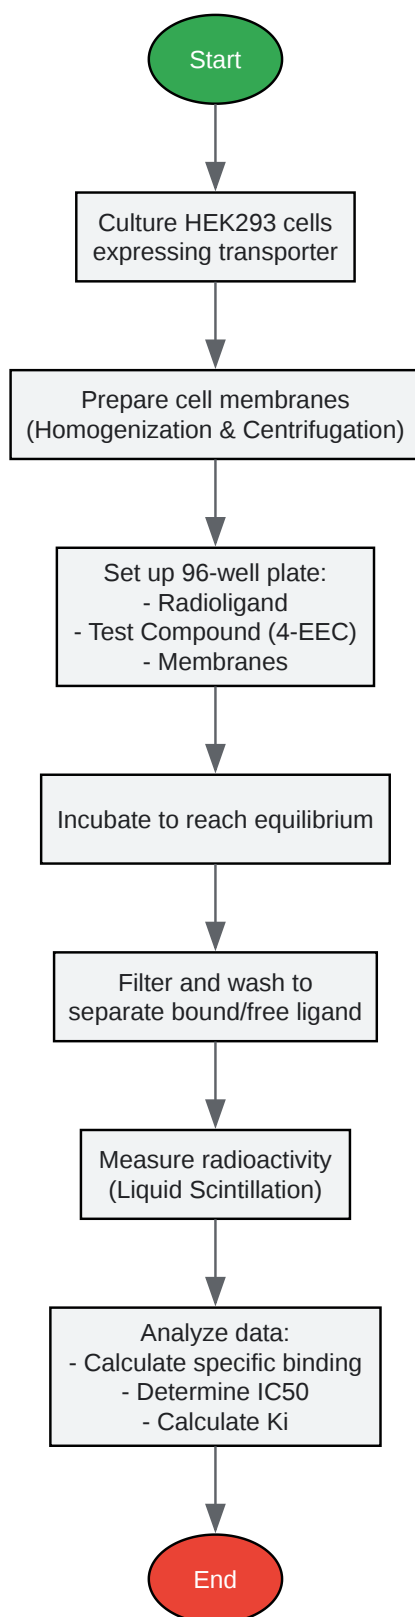 Start
Culture HEK293 cells
expressing transporter
Prepare cell membranes
(Homogenization & Centrifugation)
Set up 96-well plate:
- Radioligand
- Test Compound (4-EEC)
- Membranes
Incubate to reach equilibrium
Filter and wash to
separate bound/free ligand
Measure radioactivity
(Liquid Scintillation)
Analyze data:
- Calculate specific binding
- Determine IC50
- Calculate Ki
End